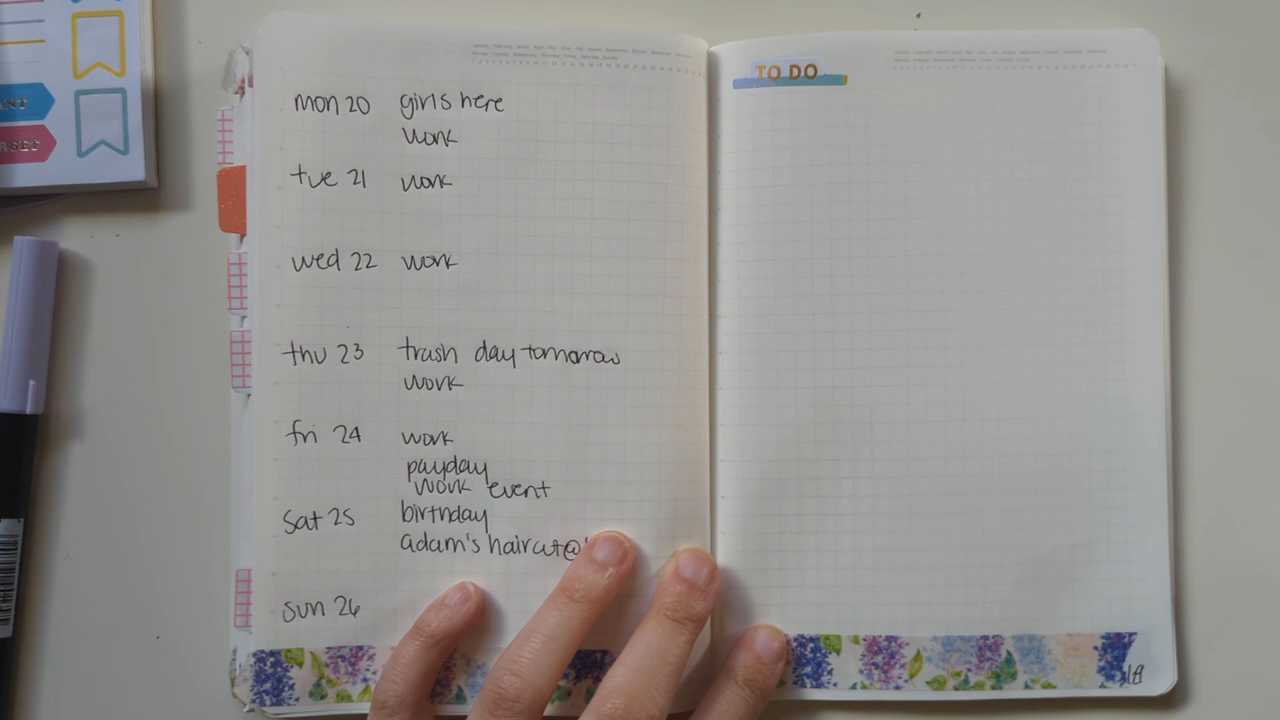 mon 20 girls here
work
tue 21 work
wed 22 work
thu 23 trash day tomorrow
work
fri 24 work
payday
work event
sat 25 birthday
adam's haircut@
sun 26
TO DO